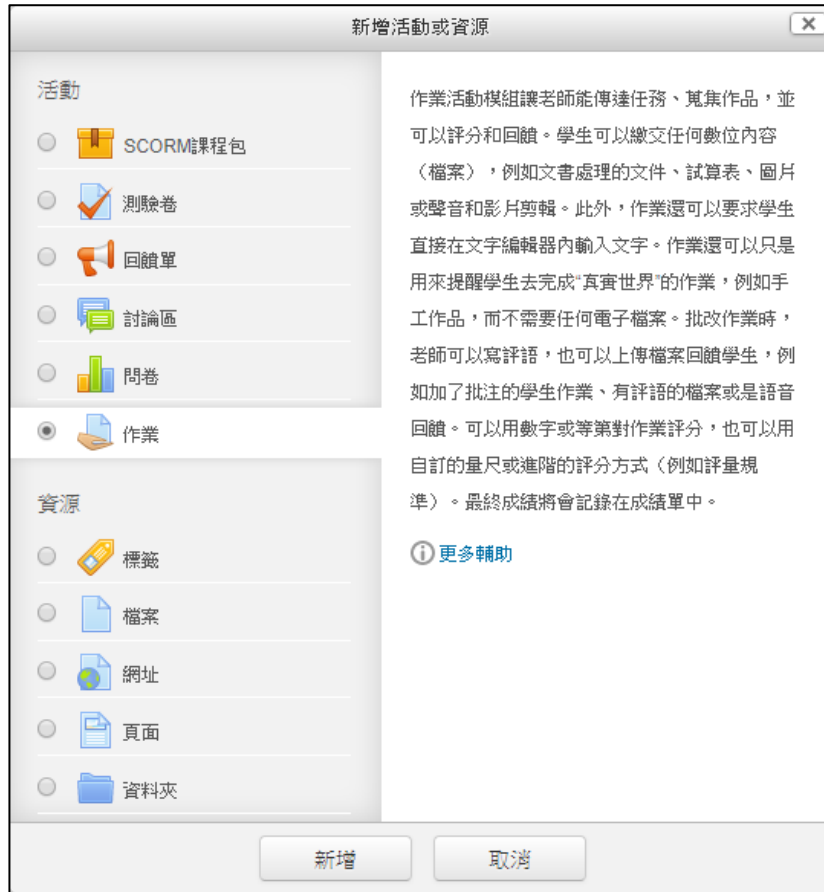 新增活動或資源
活動
SCORM課程包
測驗卷
回饋單
討論區
問卷
作業
資源
標籤
檔案
網址
頁面
資料夾
作業活動模組讓老師能傳達任務、蒐集作品，並
可以評分和回饋。學生可以繳交任何數位內容
（檔案），例如文書處理的文件、試算表、圖片
或聲音和影片剪輯。此外，作業還可以要求學生
直接在文字編輯器內輸入文字。作業還可以只是
用來提醒學生去完成“真實世界”的作業，例如手
工作品，而不需要任何電子檔案。批改作業時，
老師可以寫評語，也可以上傳檔案回饋學生，例
如加了批注的學生作業、有評語的檔案或是語音
回饋。可以用數字或等第對作業評分，也可以用
自訂的量尺或進階的評分方式（例如評量規
準）。最終成績將會記錄在成績單中。
更多輔助
新增
取消